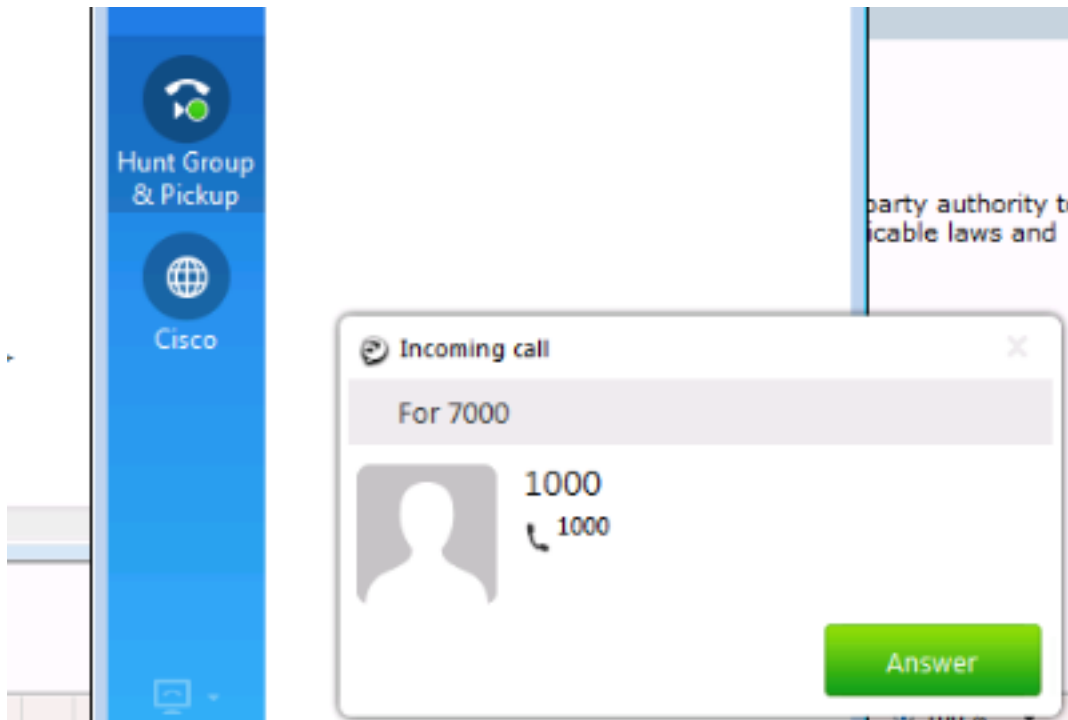 Hunt Group
& Pickup
Cisco
party authority
icable laws and
Incoming call
For 7000
1000
1000
Answer